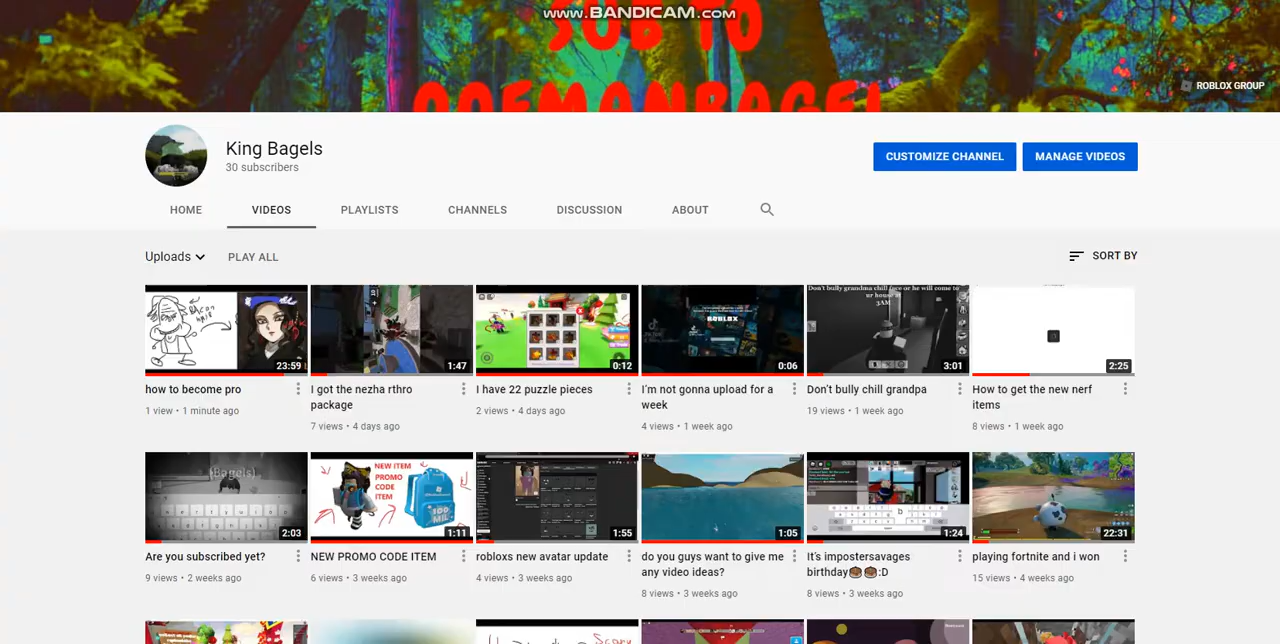 www.BANDICAM.com
SUB TO
ODEMANBAGEL
ROBLOX GROUP
King Bagels
30 subscribers
CUSTOMIZE CHANNEL
MANAGE VIDEOS
HOME
VIDEOS
PLAYLISTS
CHANNELS
DISCUSSION
ABOUT
Uploads
PLAY ALL
SORT BY
BACON
HAIR
23:59
1:47
0:12
ROBLOX
0:06
Don't bully chill grandpa face or he will come to
ur house at
3AM
3:01
2:25
how to become pro
1 view • 1 minute ago
I got the nezha rthro
package
7 views • 4 days ago
I have 22 puzzle pieces
2 views • 4 days ago
I'm not gonna upload for a
week
4 views • 1 week ago
Don't bully chill grandpa
19 views • 1 week ago
How to get the new nerf
items
8 views • 1 week ago
(Bagels)
2:03
NEW ITEM
PROMO
CODE
ITEM
100
MIL
1:11
1:55
1:05
b
1:24
22:31
Are you subscribed yet?
9 views • 2 weeks ago
NEW PROMO CODE ITEM
6 views • 3 weeks ago
robloxs new avatar update
4 views • 3 weeks ago
do you guys want to give me
any video ideas?
8 views • 3 weeks ago
It's impostersavages
birthday🎂🎂:D
8 views • 3 weeks ago
playing fortnite and i won
15 views • 4 weeks ago